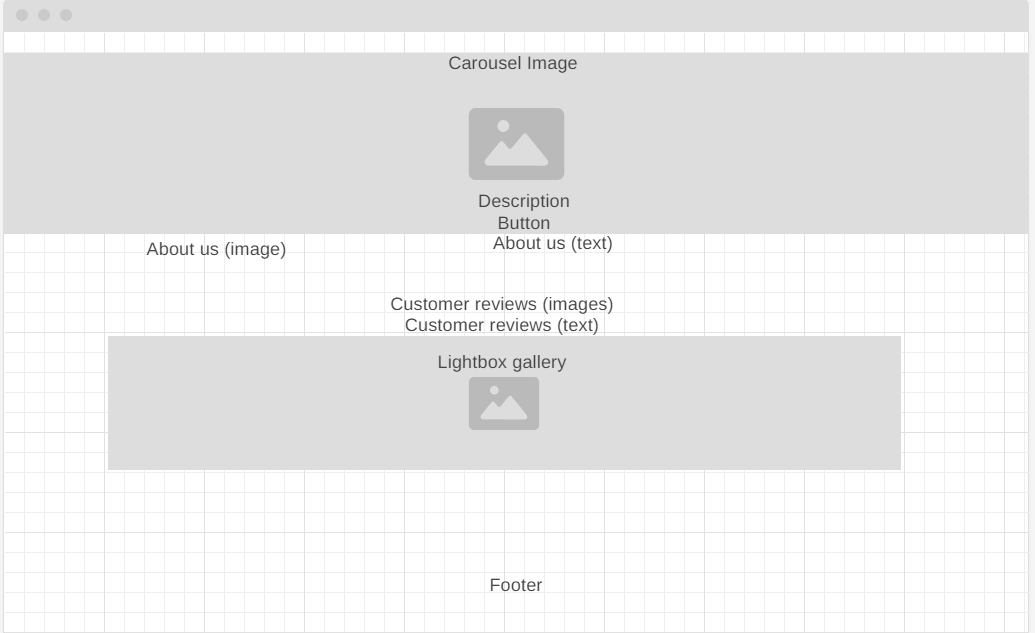 Carousel Image
Description
Button
About us (image)
About us (text)
Customer reviews (images)
Customer reviews (text)
Lightbox gallery
Footer